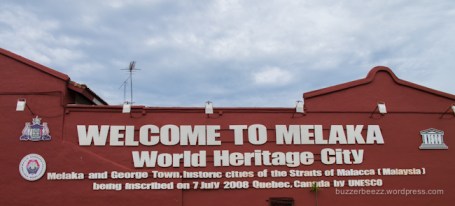 WELCOME TO MELAKA
World Heritage City
Melaka and George Town, historic cities of the Straits of Malacca (Malaysia)
being inscribed on 7 July 2008 Quebec, Canada by UNESCO
buzzerbeezz.wordpress.com